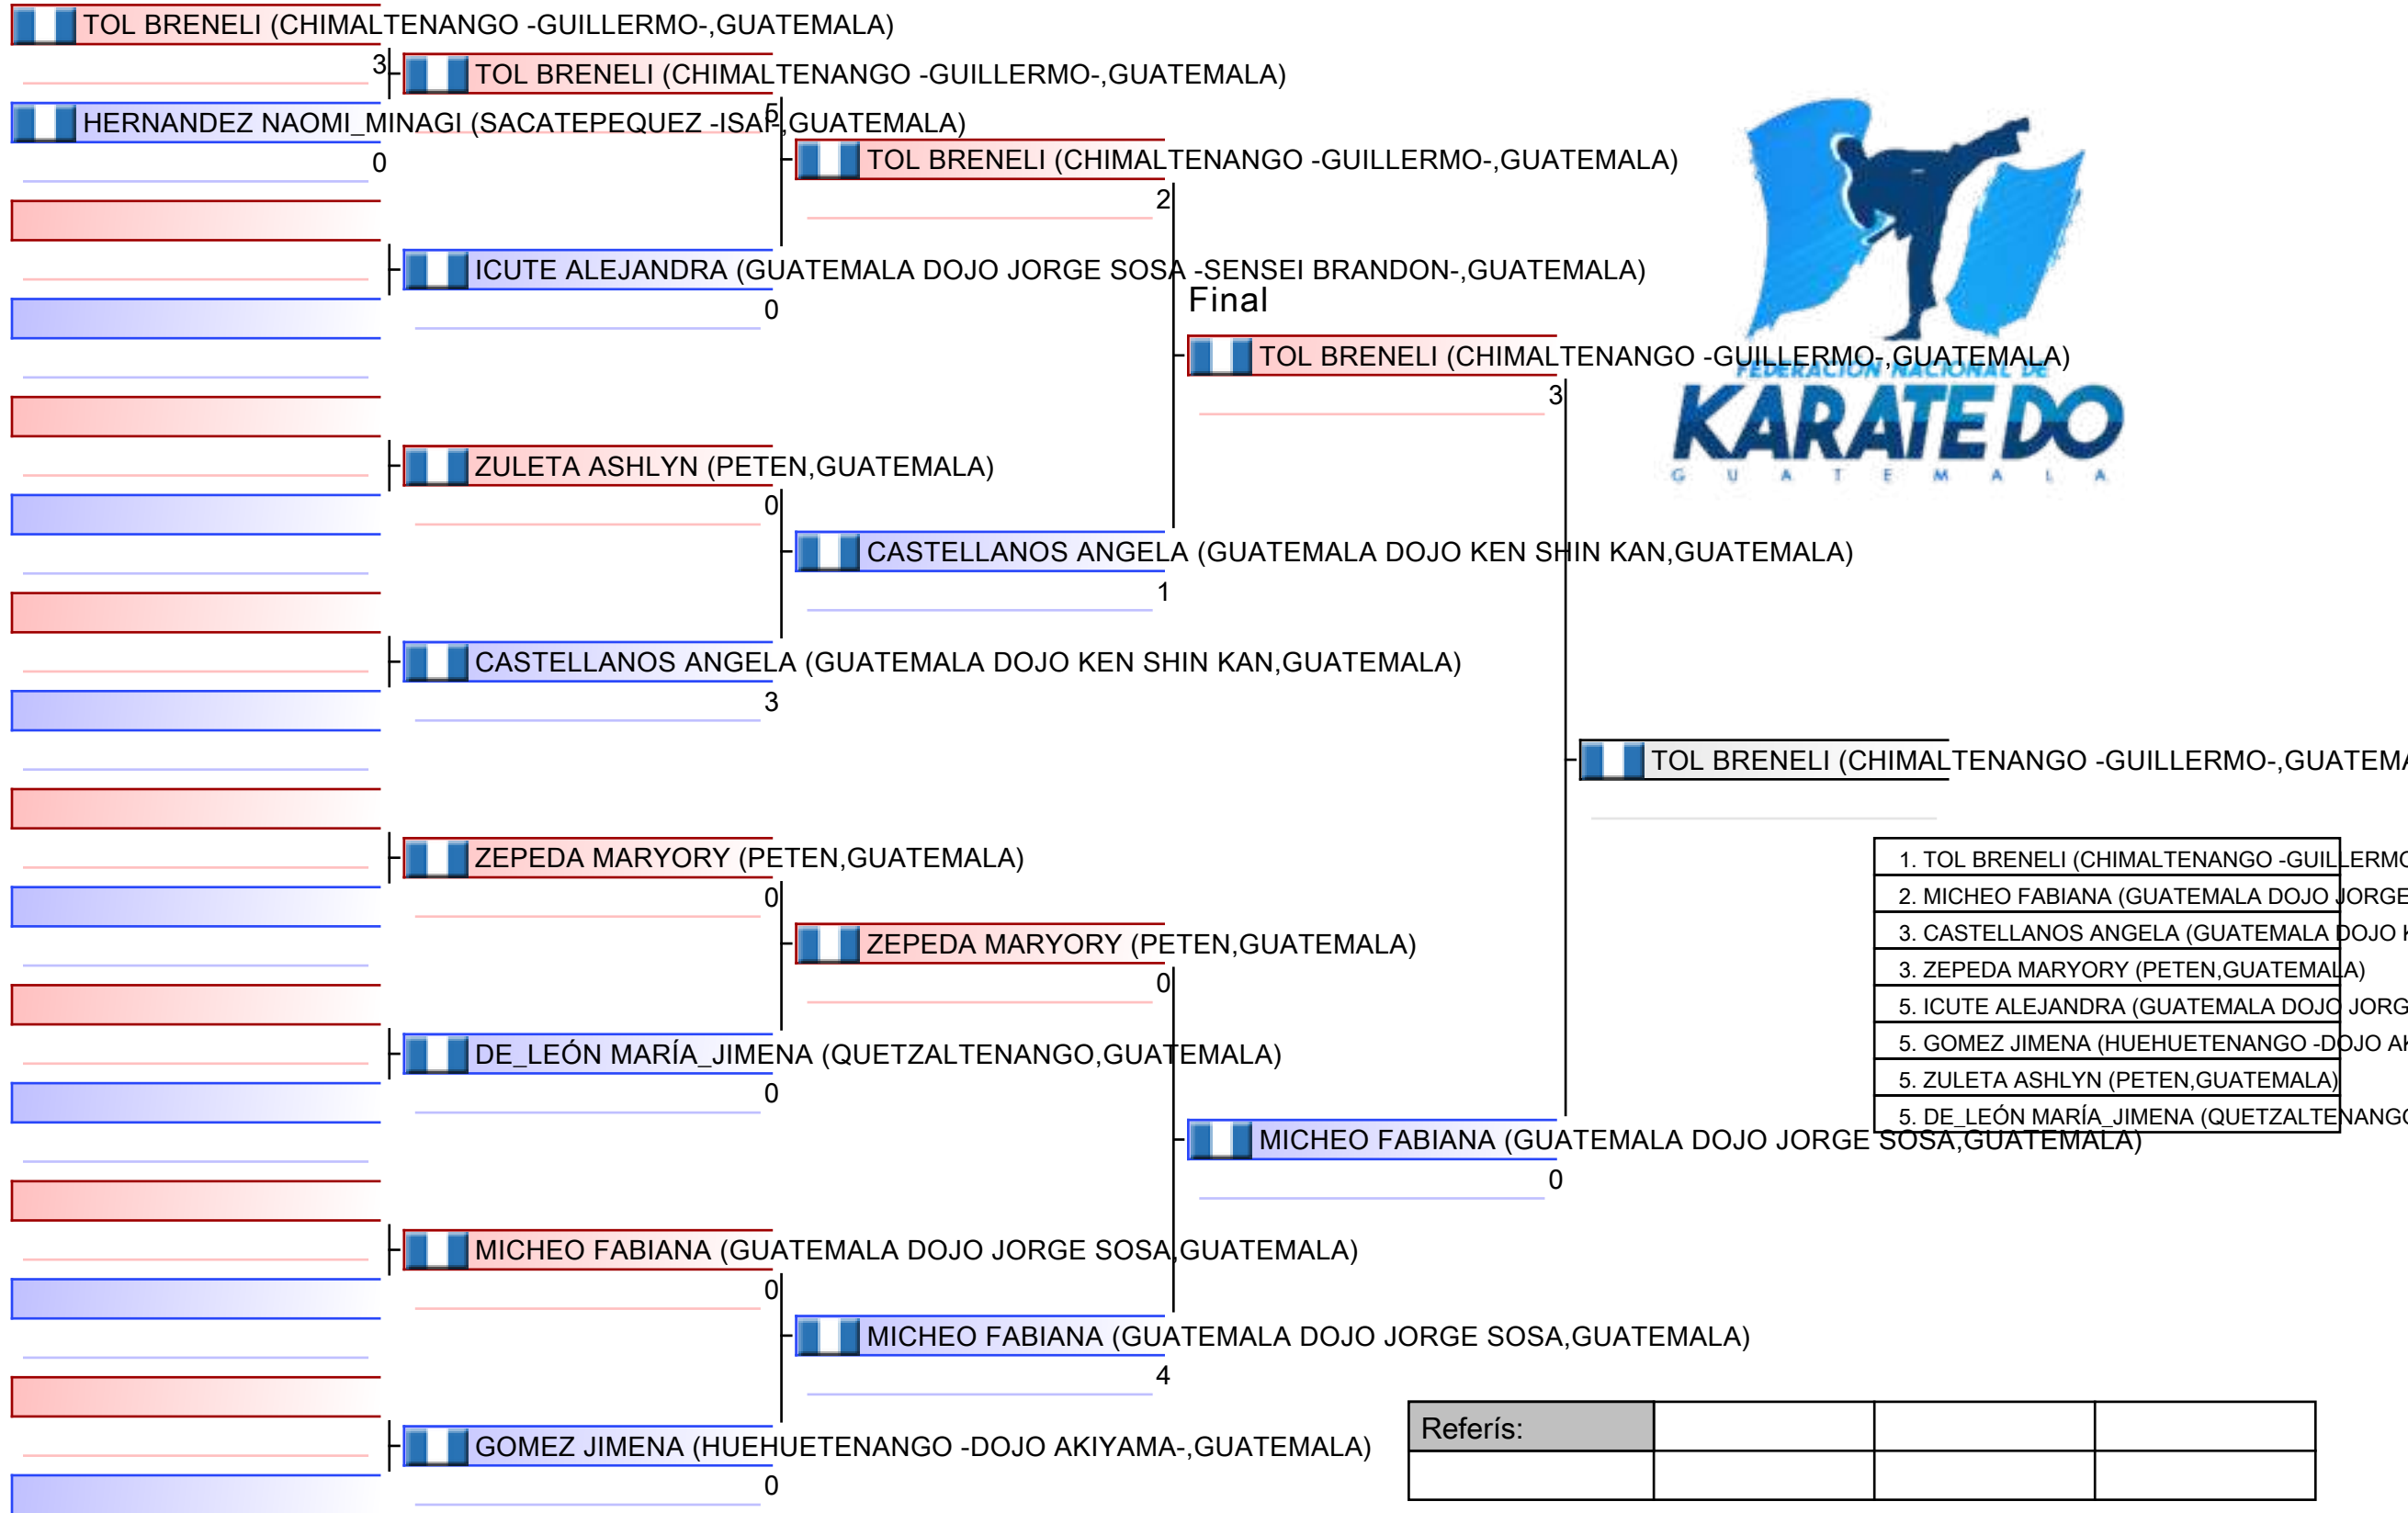 TOL BRENELI (CHIMALTENANGO -GUILLERMO-,GUATEMALA)
3
HERNANDEZ NAOMI_MINAGI (SACATEPEQUEZ -ISAI-,GUATEMALA)
0
TOL BRENELI (CHIMALTENANGO -GUILLERMO-,GUATEMALA)
5
ICUTE ALEJANDRA (GUATEMALA DOJO JORGE SOSA -SENSEI BRANDON-,GUATEMALA)
0
ZULETA ASHLYN (PETEN,GUATEMALA)
0
CASTELLANOS ANGELA (GUATEMALA DOJO KEN SHIN KAN,GUATEMALA)
3
ZEPEDA MARYORY (PETEN,GUATEMALA)
0
DE_LEÓN MARÍA_JIMENA (QUETZALTENANGO,GUATEMALA)
0
MICHEO FABIANA (GUATEMALA DOJO JORGE SOSA,GUATEMALA)
0
GOMEZ JIMENA (HUEHUETENANGO -DOJO AKIYAMA-,GUATEMALA)
0
TOL BRENELI (CHIMALTENANGO -GUILLERMO-,GUATEMALA)
2
CASTELLANOS ANGELA (GUATEMALA DOJO KEN SHIN KAN,GUATEMALA)
1
ZEPEDA MARYORY (PETEN,GUATEMALA)
0
MICHEO FABIANA (GUATEMALA DOJO JORGE SOSA,GUATEMALA)
4
Final
TOL BRENELI (CHIMALTENANGO -GUILLERMO-,GUATEMALA)
3
MICHEO FABIANA (GUATEMALA DOJO JORGE SOSA,GUATEMALA)
0
FEDERACIÓN NACIONAL DE
KARATE DO
GUATEMALA
TOL BRENELI (CHIMALTENANGO -GUILLERMO-,GUATEMA
1. TOL BRENELI (CHIMALTENANGO -GUILLERMO
2. MICHEO FABIANA (GUATEMALA DOJO JORGE
3. CASTELLANOS ANGELA (GUATEMALA DOJO K
3. ZEPEDA MARYORY (PETEN,GUATEMALA)
5. ICUTE ALEJANDRA (GUATEMALA DOJO JORG
5. GOMEZ JIMENA (HUEHUETENANGO -DOJO AK
5. ZULETA ASHLYN (PETEN,GUATEMALA)
5. DE_LEÓN MARÍA_JIMENA (QUETZALTENANGO
Referís: